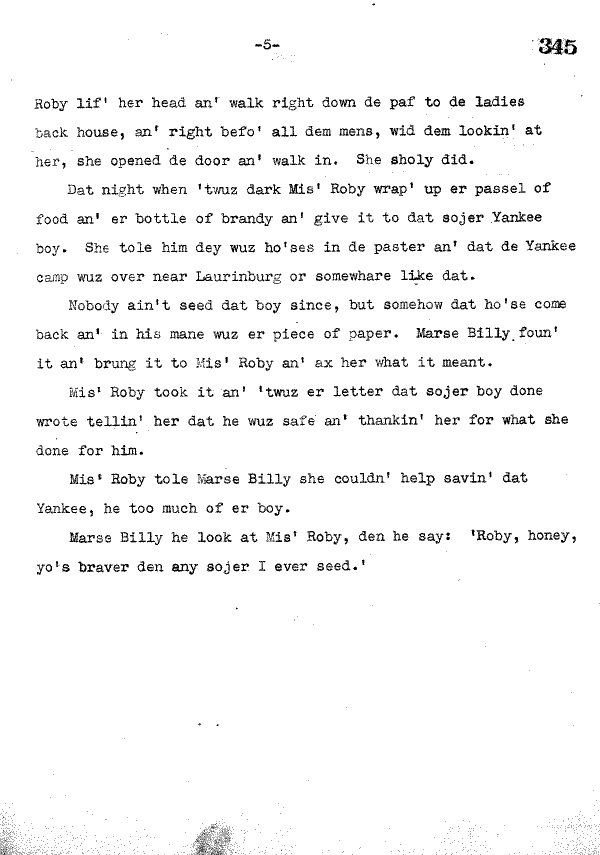 -5-
345
Roby lif' her head an' walk right down de paf to de ladies
back house, an' right befo' all dem mens, wid dem lookin' at
her, she opened de door an' walk in. She sholy did.
Dat night when 'twuz dark Mis' Roby wrap' up er passel of
food an' er bottle of brandy an' give it to dat sojer Yankee
boy. She tole him dey wuz ho'ses in de paster an' dat de Yankee
camp wuz over near Laurinburg or somewhare like dat.
Nobody ain't seed dat boy since, but somehow dat ho'se come
back an' in his mane wuz er piece of paper. Marse Billy foun'
it an' brung it to Mis' Roby an' ax her what it meant.
Mis' Roby took it an' 'twuz er letter dat sojer boy done
wrote tellin' her dat he wuz safe an' thankin' her for what she
done for him.
Mis' Roby tole Marse Billy she couldn' help savin' dat
Yankee, he too much of er boy.
Marse Billy he look at Mis' Roby, den he say: 'Roby, honey,
yo's braver den any sojer I ever seed.'